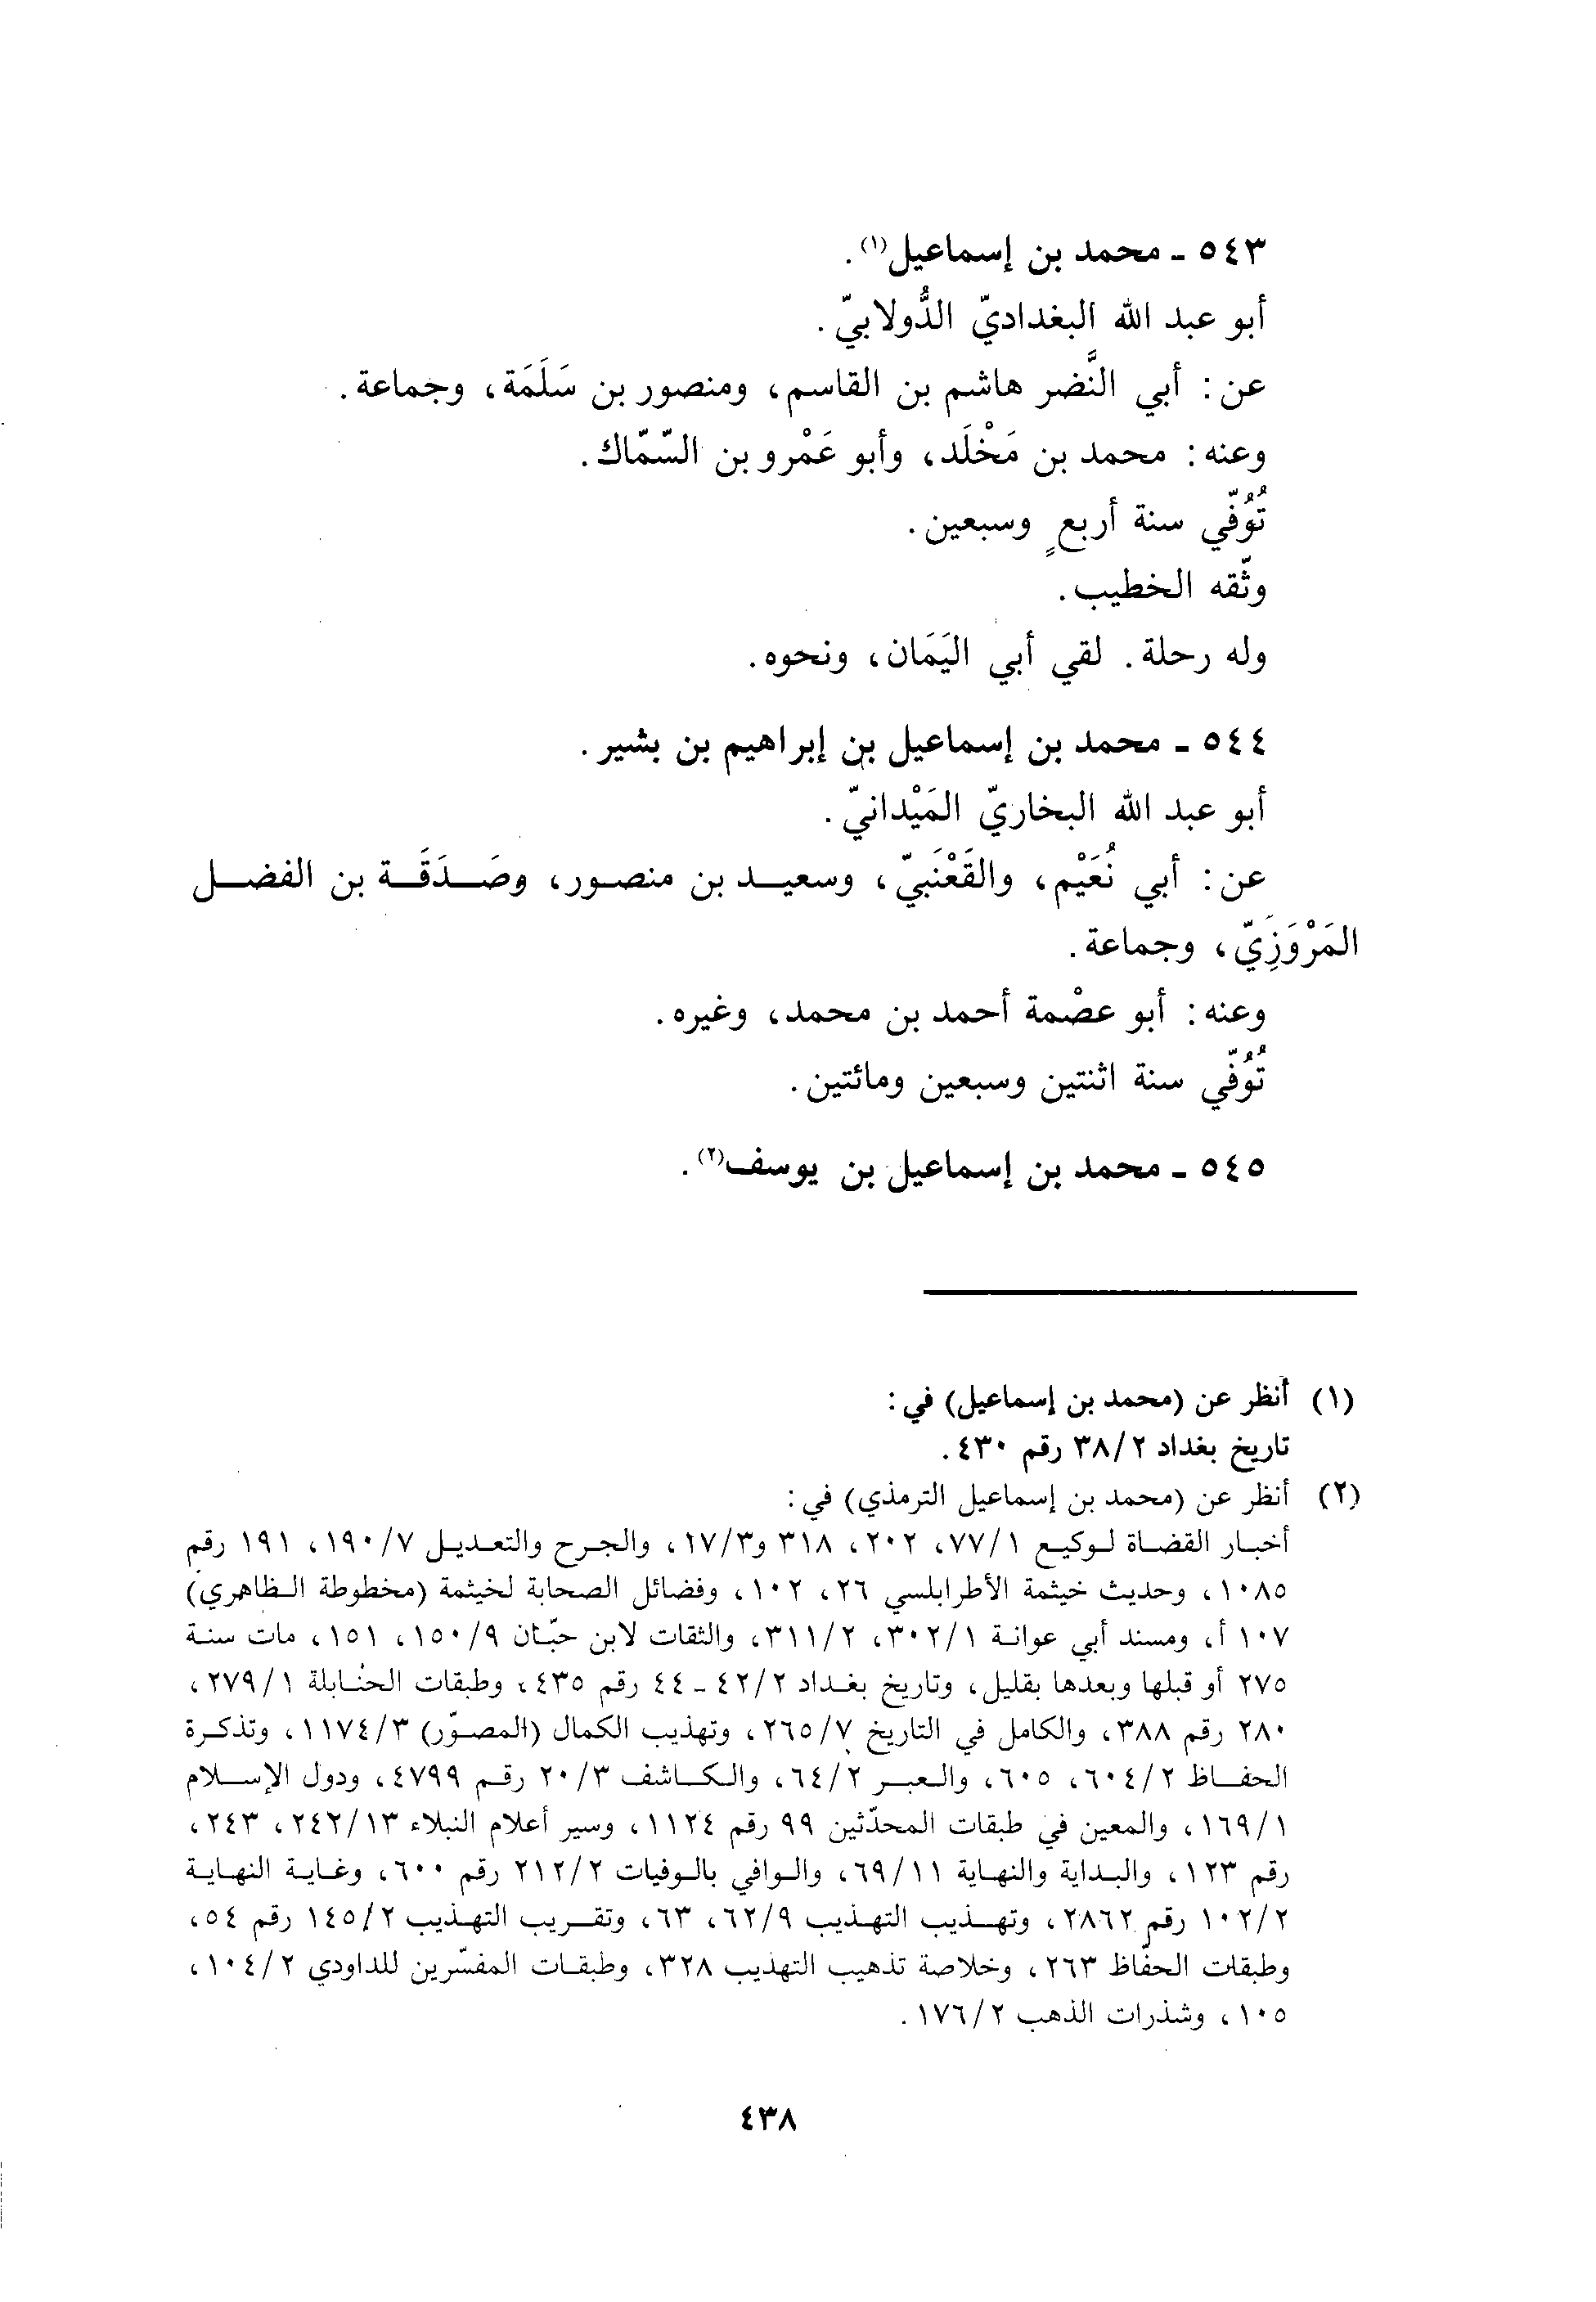 ٥٤٣ ـ محمد بن إسماعيل(١).
أبو عبد الله البغداديّ الدُّولابيّ.
عن: أبي النَّضر هاشم بن القاسم، ومنصور بن سَلَمَة، وجماعة.
وعنه: محمد بن مَخْلَد، وأبو عَمْرو بن السّمّاك.
تُوُفّي سنة أربعٍ وسبعين.
وثّقه الخطيب.
وله رحلة. لقي أبي اليَمَان، ونحوه.
٥٤٤ ـ محمد بن إسماعيل بن إبراهيم بن بشير.
أبو عبد الله البخاريّ المَيْدانيّ.
عن: أبي نُعَيْم، والقَعْنَبيّ، وسعيد بن منصور، وصَدَقَة بن الفضل
المَرْوَزِيّ، وجماعة.
وعنه: أبو عصْمة أحمد بن محمد، وغيره.
تُوُفّي سنة اثنتين وسبعين ومائتين.
٥٤٥ ـ محمد بن إسماعيل بن يوسف(٢).
(١) أنظر عن (محمد بن إسماعيل) في:
تاريخ بغداد ٣٨/٢ رقم ٤٣٠.
(٢) أنظر عن (محمد بن إسماعيل الترمذي) في:
أخبار القضاة لوكيع ٧٧/١، ٢٠٢، ٣١٨ و١٧/٣، والجرح والتعديل ١٩٠/٧، ١٩١ رقم
١٠٨٥، وحديث خيثمة الأطرابلسي ٢٦، ١٠٢، وفضائل الصحابة لخيثمة (مخطوطة الظاهري)
١٠٧ أ، ومسند أبي عوانة ٣٠٢/١، ٣١١/٢، والثقات لابن حبّان ١٥٠/٩، ١٥١، مات سنة
٢٧٥ أو قبلها وبعدها بقليل، وتاريخ بغداد ٤٢/٢ ـ ٤٤ رقم ٤٣٥، وطبقات الحنابلة ٢٧٩/١،
٢٨٠ رقم ٣٨٨، والكامل في التاريخ ٢٦٥/٧، وتهذيب الكمال (المصوّر) ١١٧٤/٣، وتذكرة
الحفاظ ٦٠٤/٢، ٦٠٥، والعبر ٦٤/٢، والكاشف ٢٠/٣ رقم ٤٧٩٩، ودول الإسلام
١٦٩/١، والمعين في طبقات المحدّثين ٩٩ رقم ١١٢٤، وسير أعلام النبلاء ٢٤٢/١٣، ٢٤٣،
رقم ١٢٣، والبداية والنهاية ٦٩/١١، والوافي بالوفيات ٢١٢/٢ رقم ٦٠٠، وغاية النهاية
١٠٢/٢ رقم ٢٨٦٢، وتهذيب التهذيب ٦٢/٩، ٦٣، وتقريب التهذيب ١٤٥/٢ رقم ٥٤،
وطبقات الحفّاظ ٢٦٣، وخلاصة تذهيب التهذيب ٣٢٨، وطبقات المفسّرين للداودي ١٠٤/٢،
١٠٥، وشذرات الذهب ١٧٦/٢.
٤٣٨